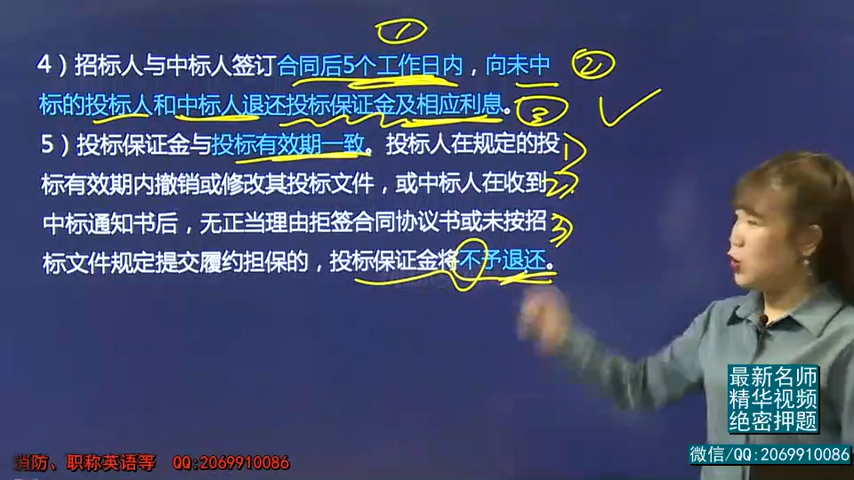 ①
4）招标人与中标人签订合同后5个工作日内，向未中 ②
标的投标人和中标人退还投标保证金及相应利息。③
5）投标保证金与投标有效期一致。投标人在规定的投 1）
标有效期内撤销或修改其投标文件，或中标人在收到 2）
中标通知书后，无正当理由拒签合同协议书或未按招 3）
标文件规定提交履约担保的，投标保证金将不予退还。
最新名师
精华视频
绝密押题
微信/QQ:2069910086
消防、职称英语等 QQ:2069910086